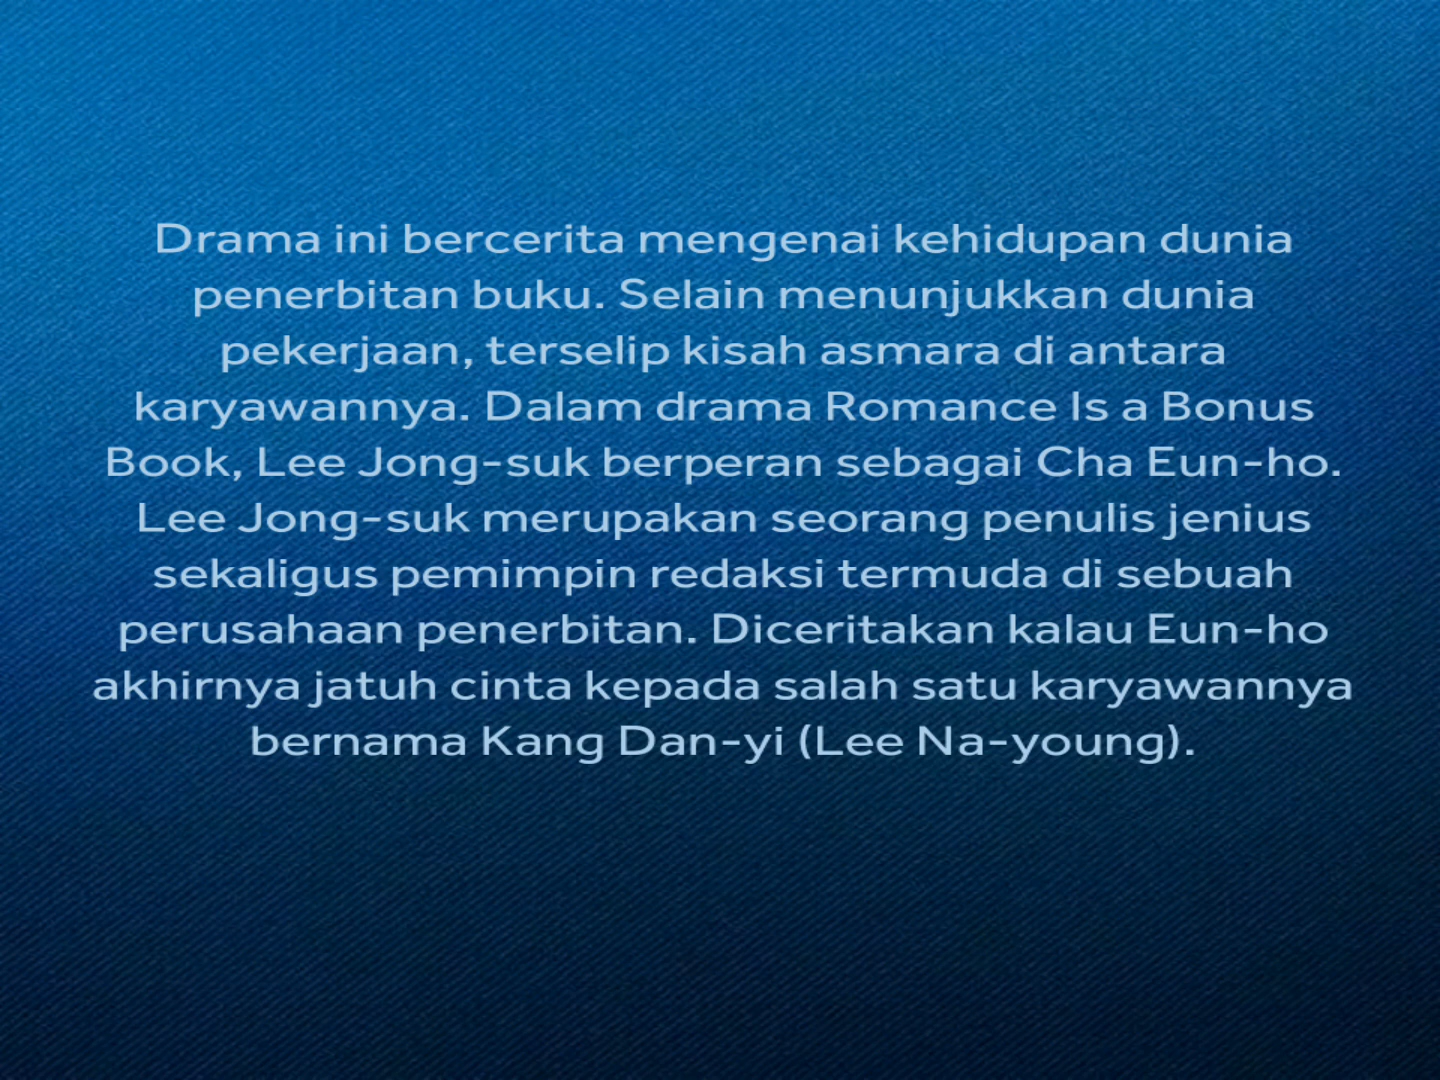 Drama ini bercerita mengenai kehidupan dunia
penerbitan buku. Selain menunjukkan dunia
pekerjaan, terselip kisah asmara di antara
karyawannya. Dalam drama Romance Is a Bonus
Book, Lee Jong-suk berperan sebagai Cha Eun-ho.
Lee Jong-suk merupakan seorang penulis jenius
sekaligus pemimpin redaksi termuda di sebuah
perusahaan penerbitan. Diceritakan kalau Eun-ho
akhirnya jatuh cinta kepada salah satu karyawannya
bernama Kang Dan-yi (Lee Na-young).